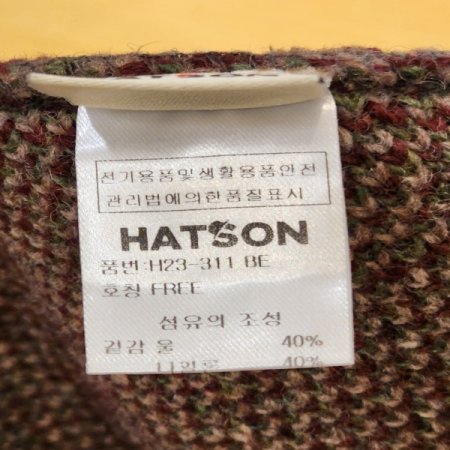 전기용품및생활용품안전
관리법에의한품질표시
HATSON
품번:H23-311 BE
호칭 FREE
섬유의 조성
겉감 울 40%
40%